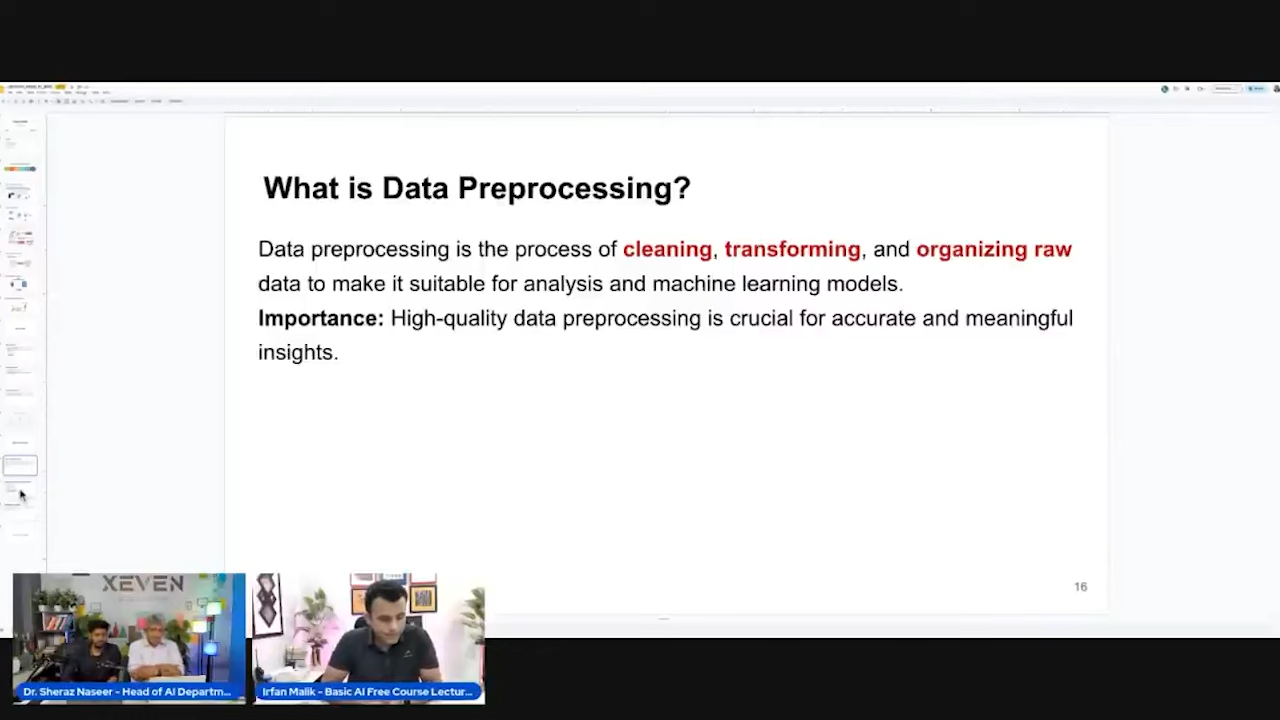 What is Data Preprocessing?
Data preprocessing is the process of cleaning, transforming, and organizing raw
data to make it suitable for analysis and machine learning models.
Importance: High-quality data preprocessing is crucial for accurate and meaningful
insights.
16
XEVEN
Dr. Sheraz Naseer - Head of AI Departm...
Irfan Malik - Basic AI Free Course Lectur...